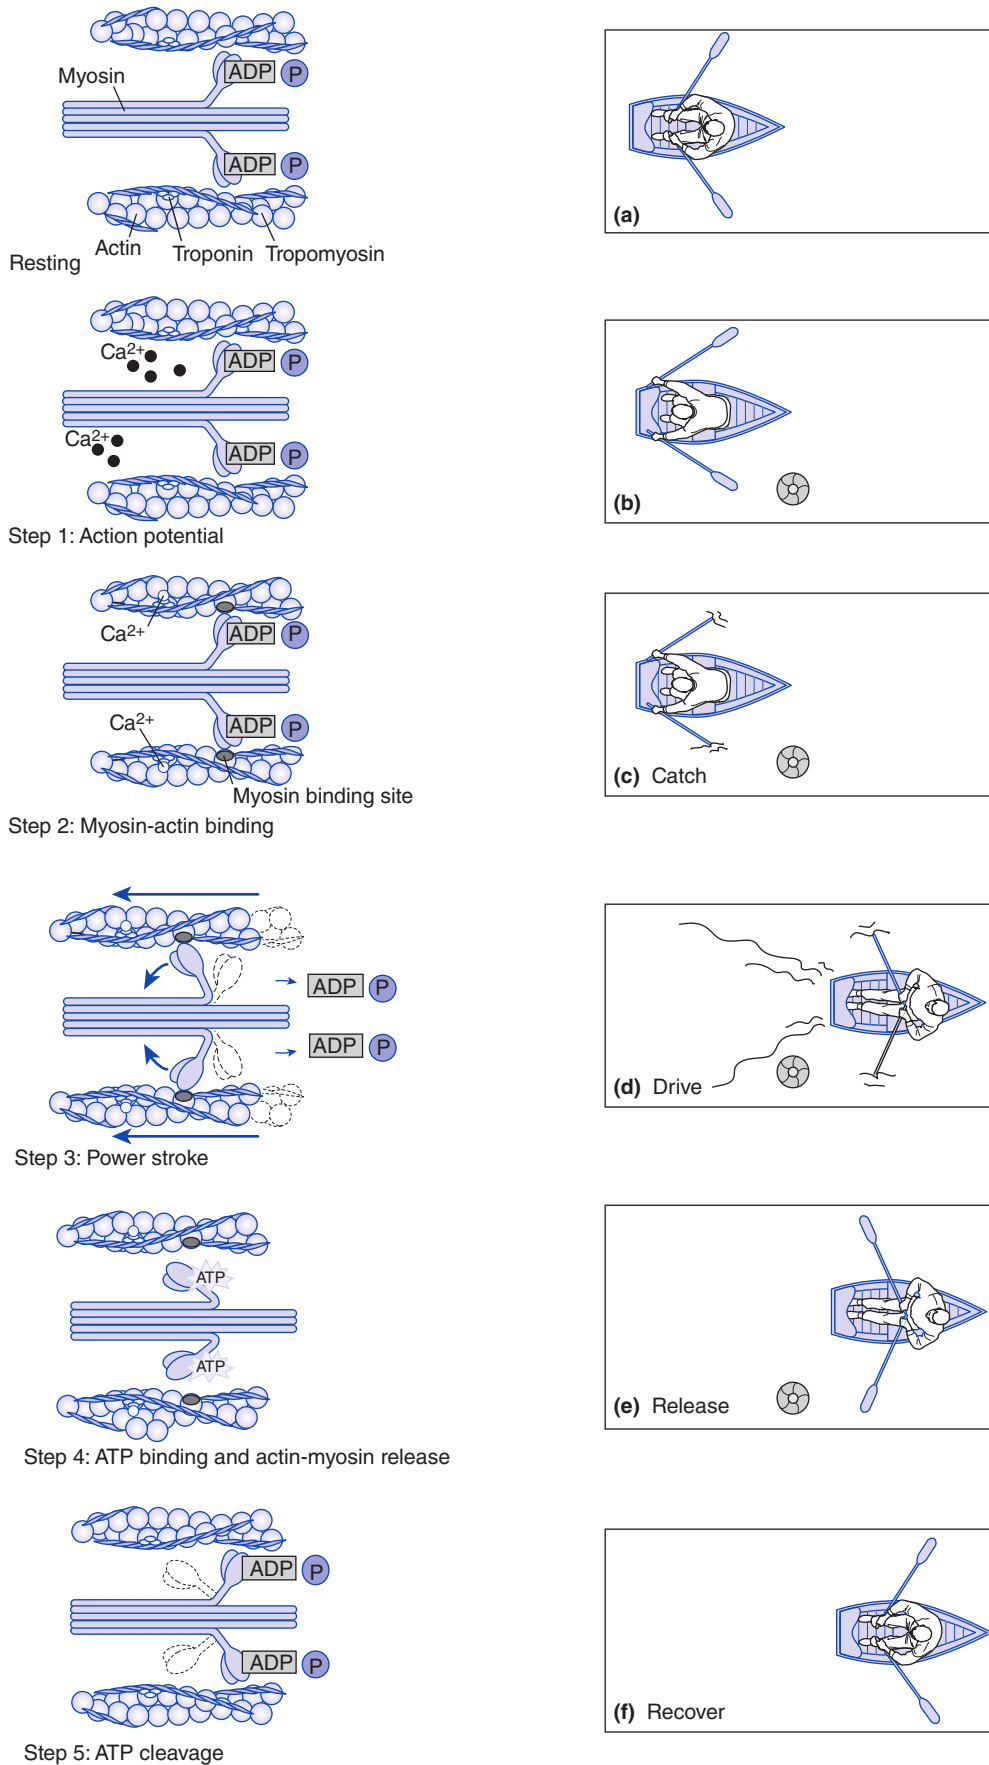 ADP P
Myosin
ADP P
Actin Troponin Tropomyosin
Resting
(a)
Ca2+
ADP P
Ca2+
ADP P
Step 1: Action potential
(b)
Ca2+
ADP P
Ca2+
ADP P
Myosin binding site
Step 2: Myosin-actin binding
(c) Catch
ADP P
ADP P
Step 3: Power stroke
(d) Drive
ATP
ATP
Step 4: ATP binding and actin-myosin release
(e) Release
ADP P
ADP P
Step 5: ATP cleavage
(f) Recover